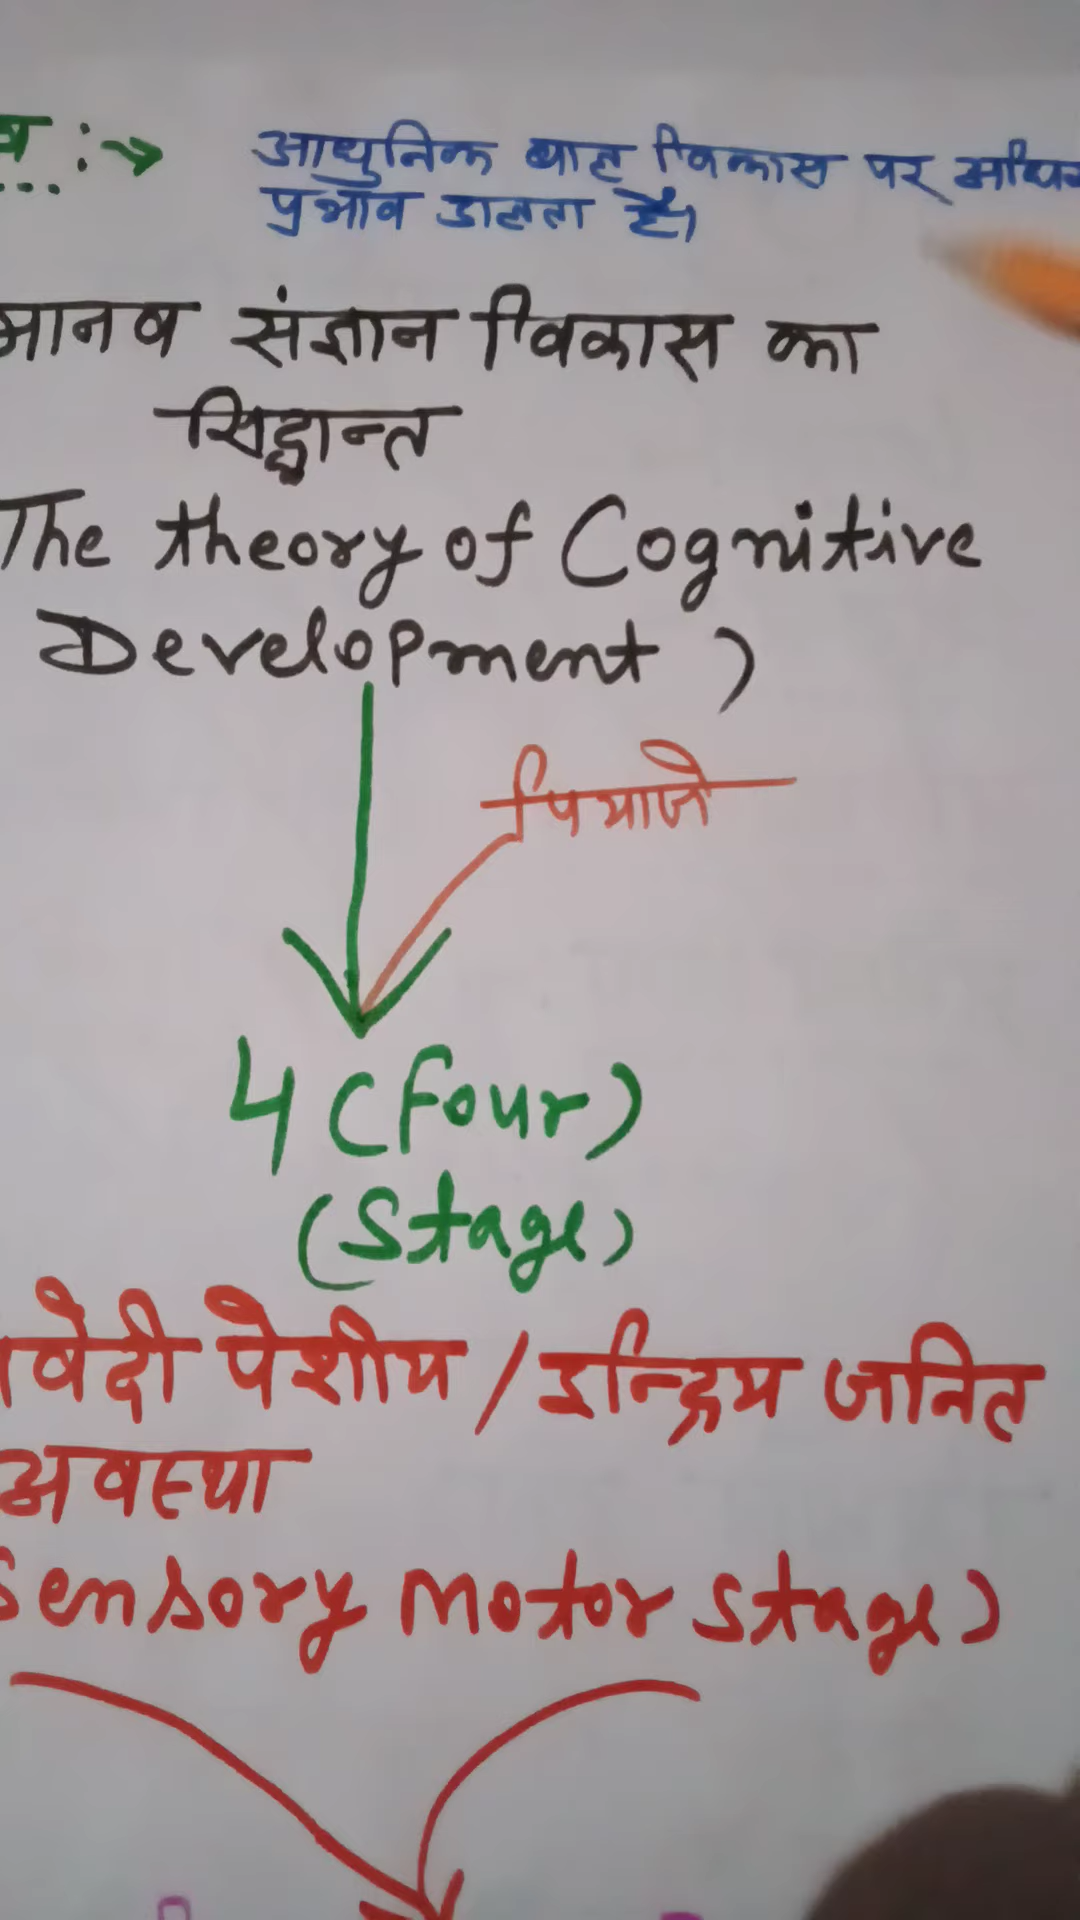 आधुनिक बाल विकास पर
प्रभाव डालता है।
मानव संज्ञान विकास का
सिद्धान्त
The theory of Cognitive
Development)
पियाजे
4 (Four)
(Stage)
पेशीय / इन्द्रिय जनित
अवस्था
Sensory Motor Stage)